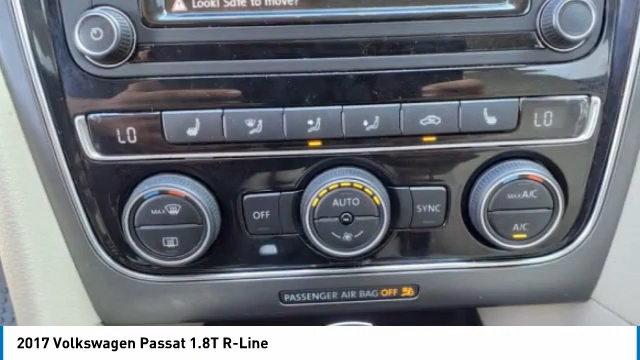 Look! Safe to move?
LO
LO
MAX
OFF
AUTO
SYNC
MAX A/C
A/C
PASSENGER AIR BAG OFF
2017 Volkswagen Passat 1.8T R-Line